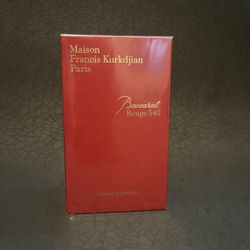 Maison
Francis Kurkdjian
Paris
Baccarat
Rouge 540